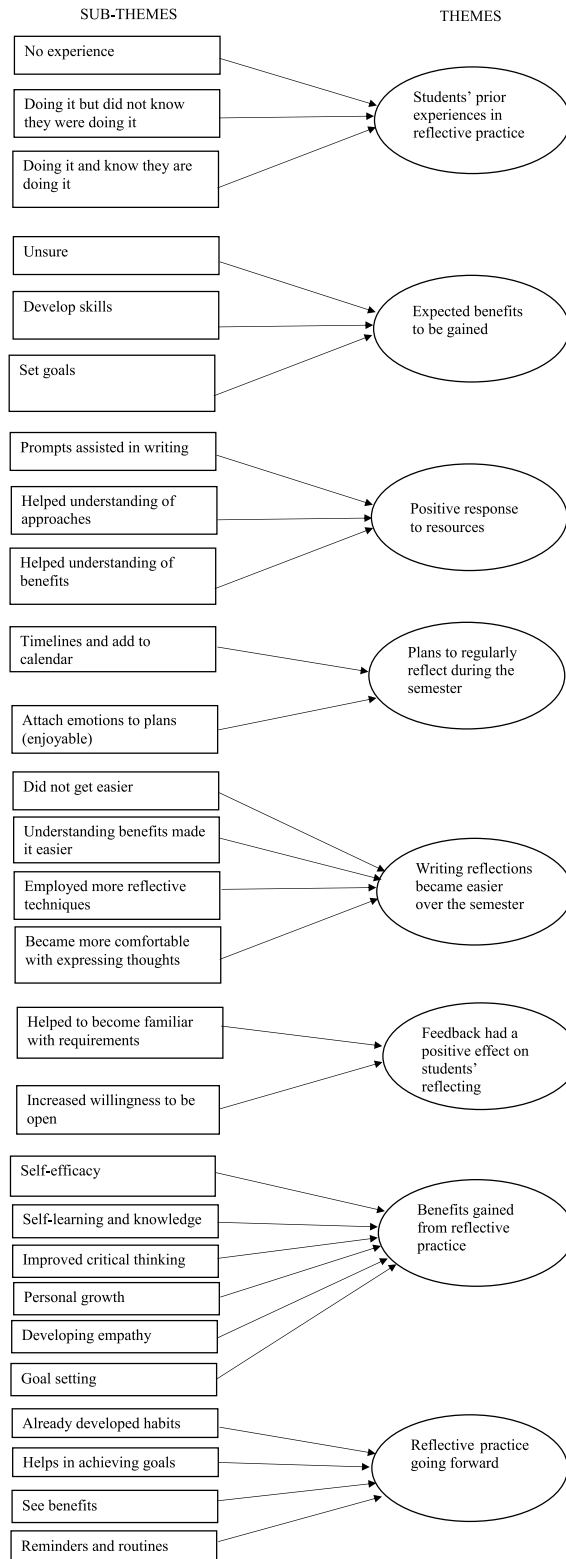 SUB-THEMES
THEMES
No experience
Doing it but did not know
they were doing it
Doing it and know they are
doing it
Students’ prior
experiences in
reflective practice
Unsure
Develop skills
Set goals
Expected benefits
to be gained
Prompts assisted in writing
Helped understanding of
approaches
Helped understanding of
benefits
Positive response
to resources
Timelines and add to
calendar
Attach emotions to plans
(enjoyable)
Plans to regularly
reflect during the
semester
Did not get easier
Understanding benefits made
it easier
Employed more reflective
techniques
Became more comfortable
with expressing thoughts
Writing reflections
became easier
over the semester
Helped to become familiar
with requirements
Increased willingness to be
open
Feedback had a
positive effect on
students’
reflecting
Self-efficacy
Self-learning and knowledge
Improved critical thinking
Personal growth
Developing empathy
Goal setting
Benefits gained
from reflective
practice
Already developed habits
Helps in achieving goals
See benefits
Reminders and routines
Reflective practice
going forward